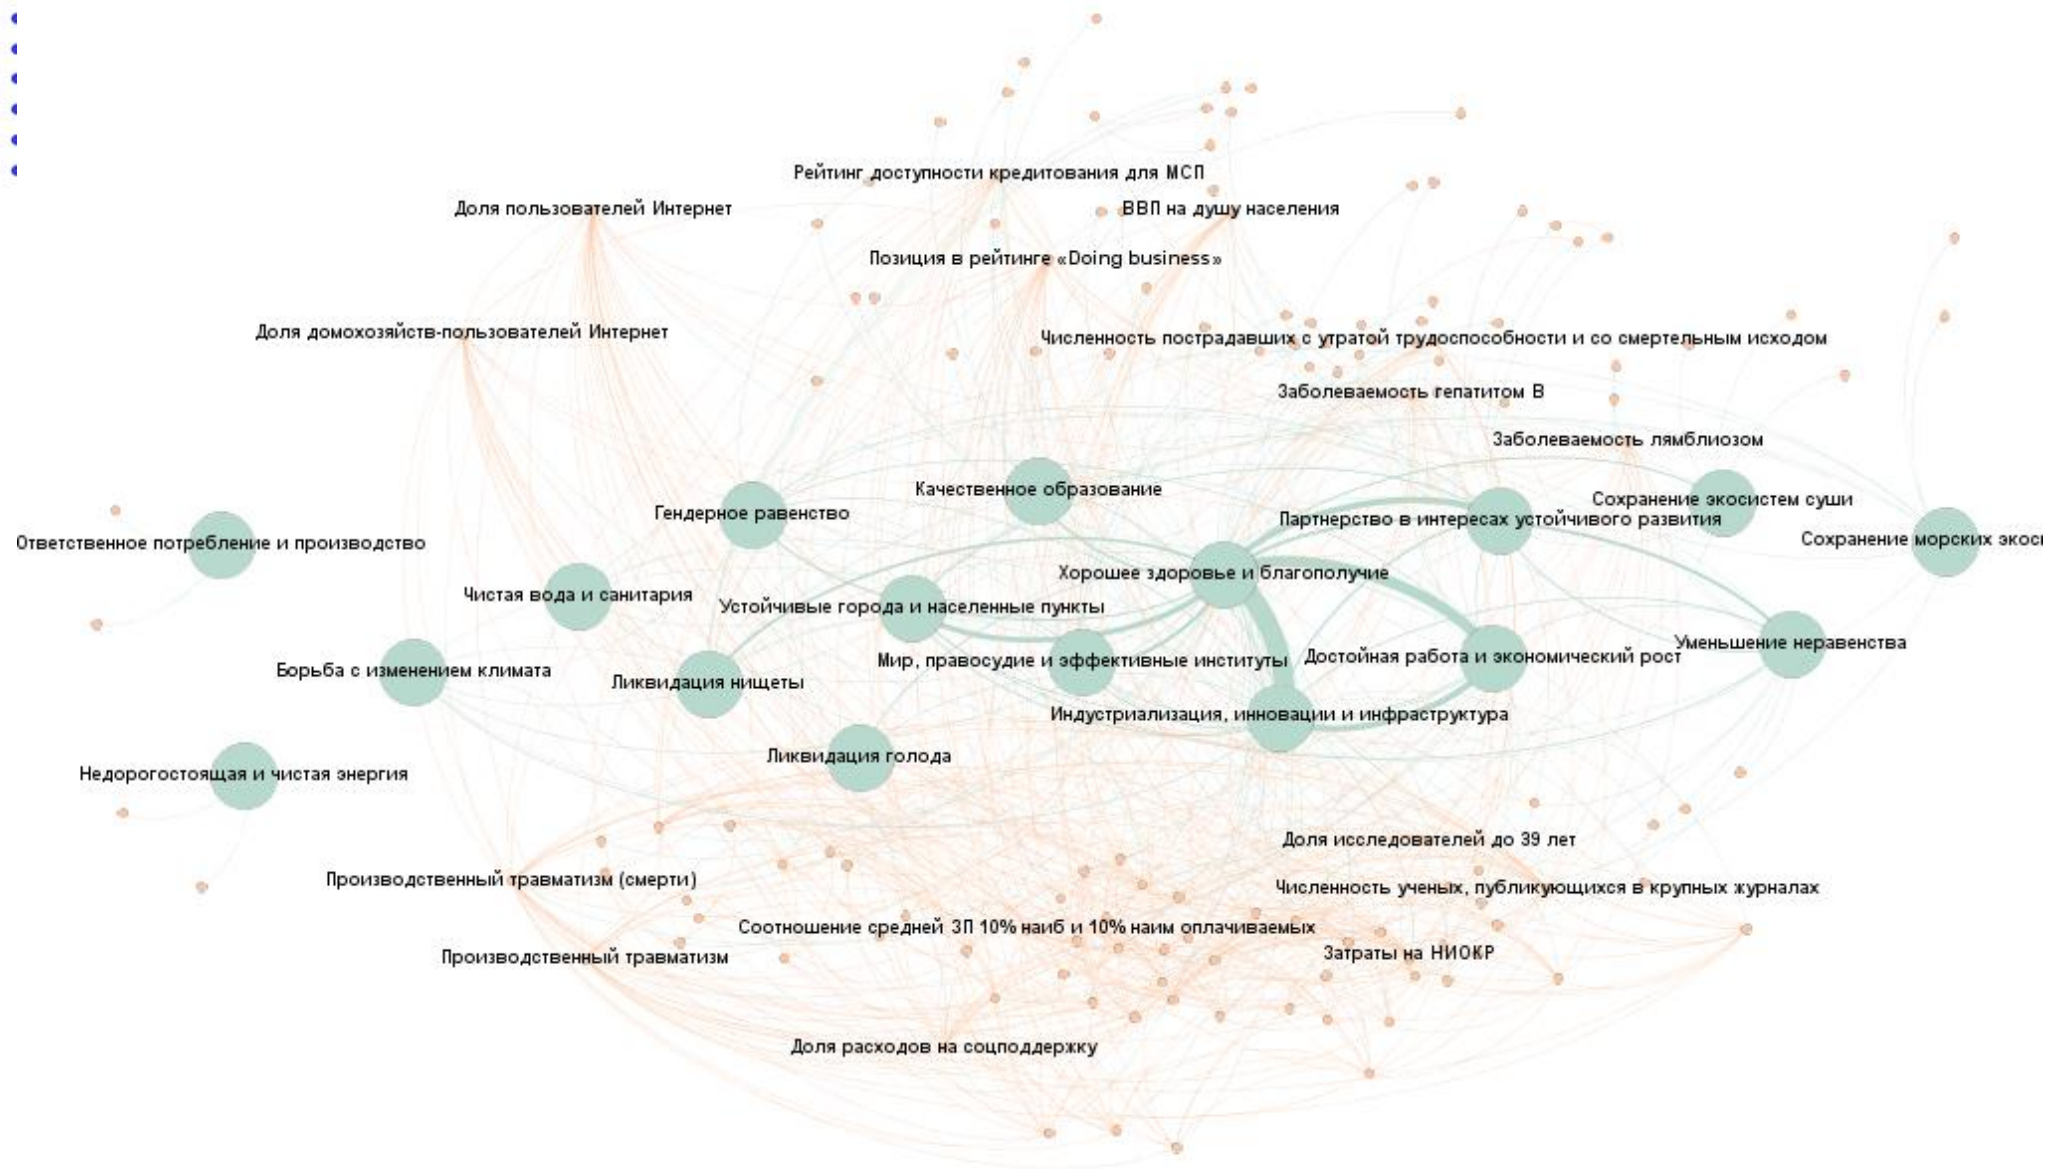 Рейтинг доступности кредитования для МСП
Доля пользователей Интернет
ВВП на душу населения
Позиция в рейтинге «Doing business»
Доля домохозяйств-пользователей Интернет
Численность пострадавших с утратой трудоспособности и со смертельным исходом
Заболеваемость гепатитом В
Заболеваемость лямблиозом
Качественное образование
Сохранение экосистем суши
Гендерное равенство
Партнерство в интересах устойчивого развития
Ответственное потребление и производство
Сохранение морских экос
Хорошее здоровье и благополучие
Чистая вода и санитария
Устойчивые города и населенные пункты
Уменьшение неравенства
Мир, правосудие и эффективные институты
Достойная работа и экономический рост
Борьба с изменением климата
Ликвидация нищеты
Индустриализация, инновации и инфраструктура
Ликвидация голода
Недорогостоящая и чистая энергия
Доля исследователей до 39 лет
Производственный травматизм (смерти)
Численность ученых, публикующихся в крупных журналах
Соотношение средней ЗП 10% наиб и 10% наим оплачиваемых
Затраты на НИОКР
Производственный травматизм
Доля расходов на соцподдержку